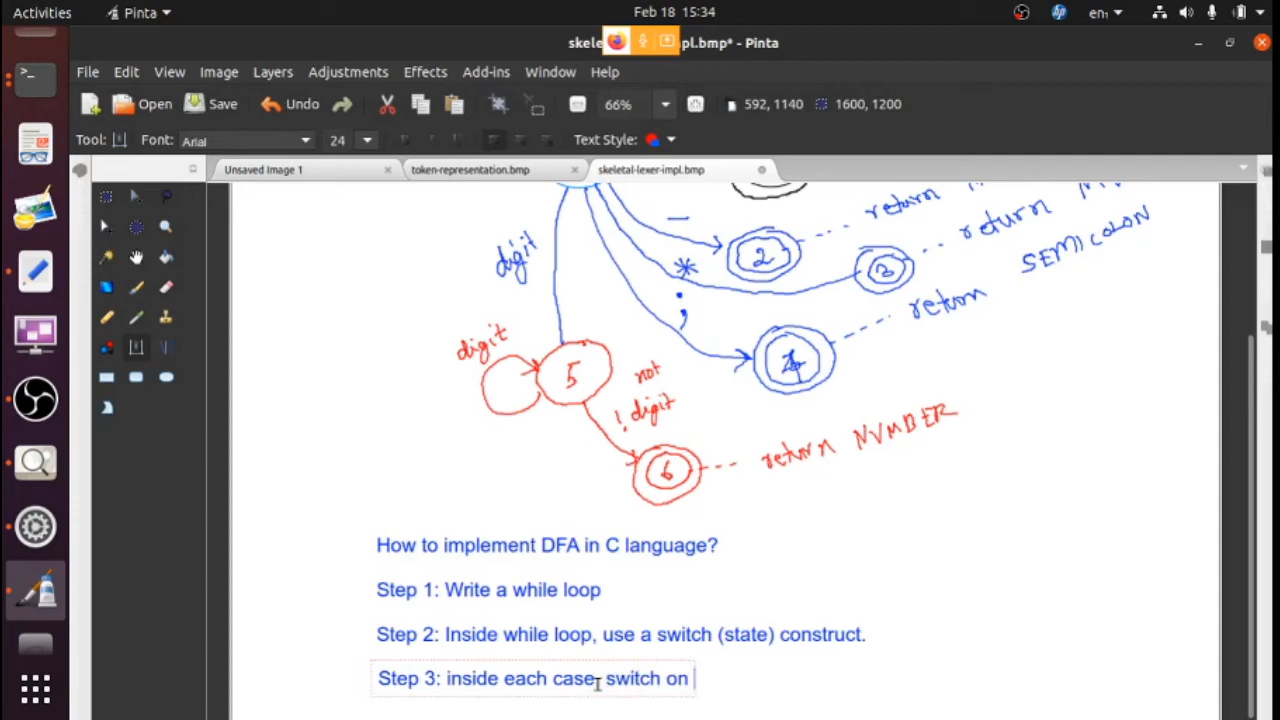 Activities
Pinta
Feb 18 15:34
en
skele
pl.bmp* - Pinta
File Edit View Image Layers Adjustments Effects Add-ins Window Help
Open Save Undo 66% 592, 1140 1600, 1200
Tool: Font: Arial 24 Text Style:
Unsaved Image 1
token-representation.bmp
skeletal-lexer-impl.bmp
return
return
digit
–
2
*
3
SEMICOLON
;
return
4
digit
5
not
! digit
6
return NUMBER
How to implement DFA in C language?
Step 1: Write a while loop
Step 2: Inside while loop, use a switch (state) construct.
Step 3: inside each case, switch on